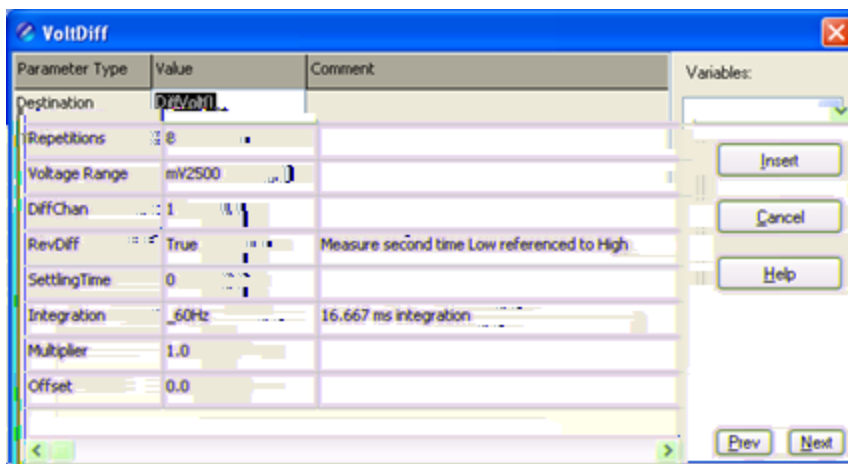 VoltDiff
Parameter Type Value Comment
Variables:
Destination DiffVolt()
Repetitions 8
Voltage Range mV2500
DiffChan 1
RevDiff True Measure second time Low referenced to High
SettlingTime 0
Integration _60Hz 16.667 ms integration
Multiplier 1.0
Offset 0.0
Insert
Cancel
Help
Prev Next